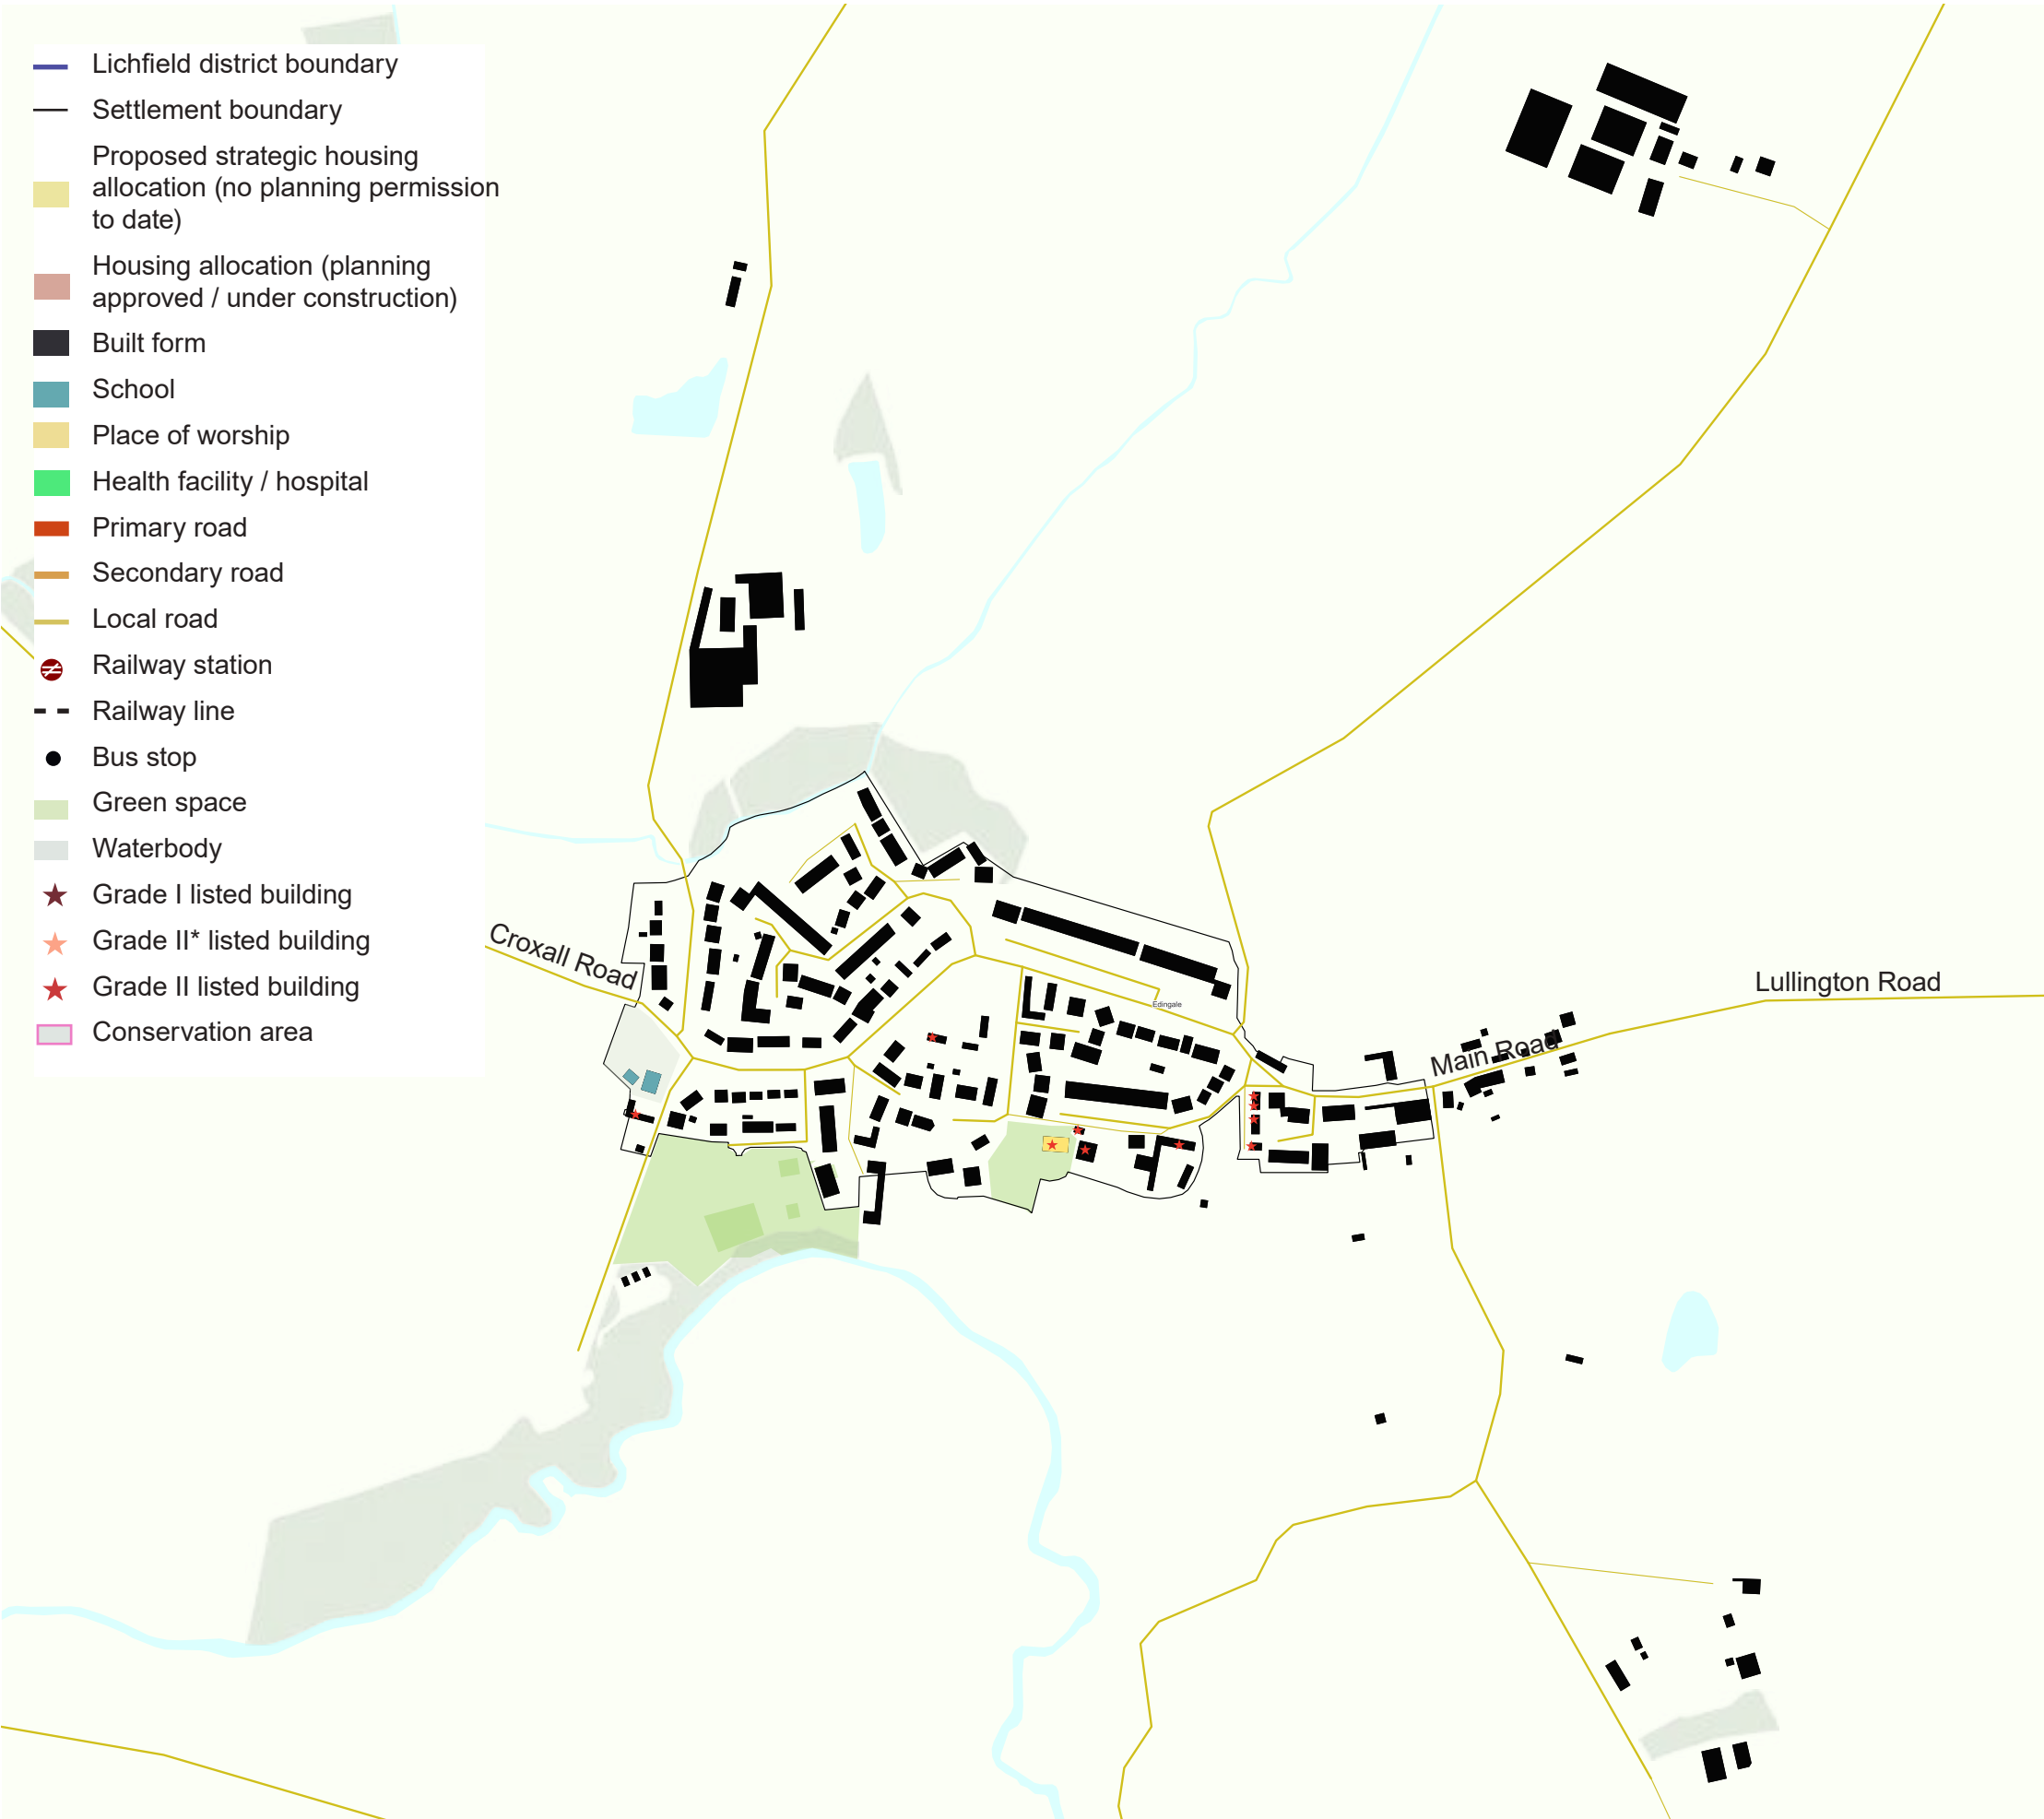 Lichfield district boundary
Settlement boundary
Proposed strategic housing
allocation (no planning permission
to date)
Housing allocation (planning
approved / under construction)
Built form
School
Place of worship
Health facility / hospital
Primary road
Secondary road
Local road
Railway station
Railway line
Bus stop
Green space
Waterbody
Grade I listed building
Grade II* listed building
Grade II listed building
Conservation area
Croxall Road
Edingale
Main Road
Lullington Road